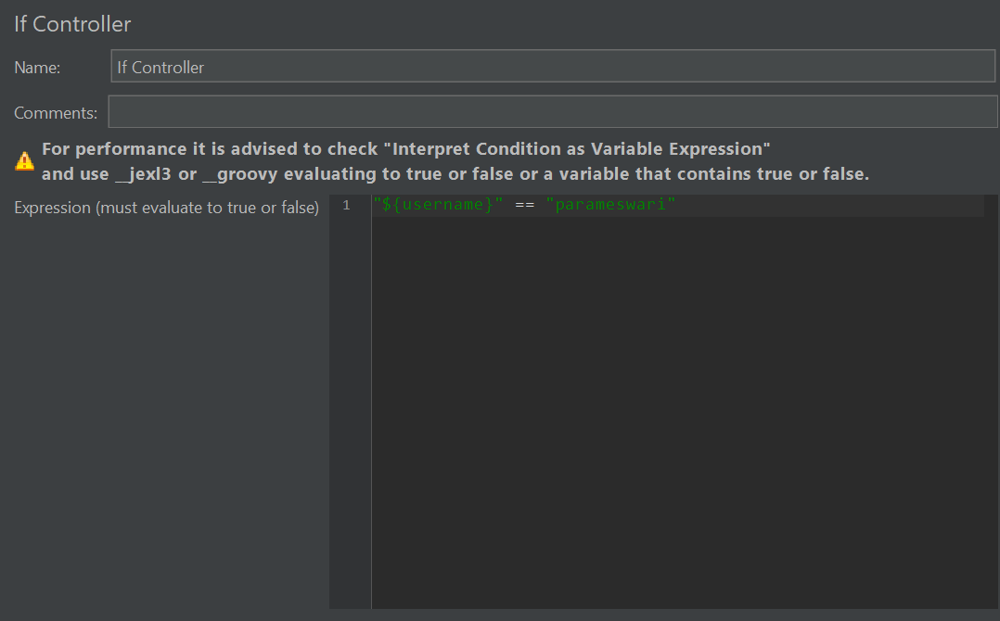 If Controller
Name: If Controller
Comments:
For performance it is advised to check "Interpret Condition as Variable Expression"
and use __jexl3 or __groovy evaluating to true or false or a variable that contains true or false.
Expression (must evaluate to true or false) 1 "${username}" == "parameswari"